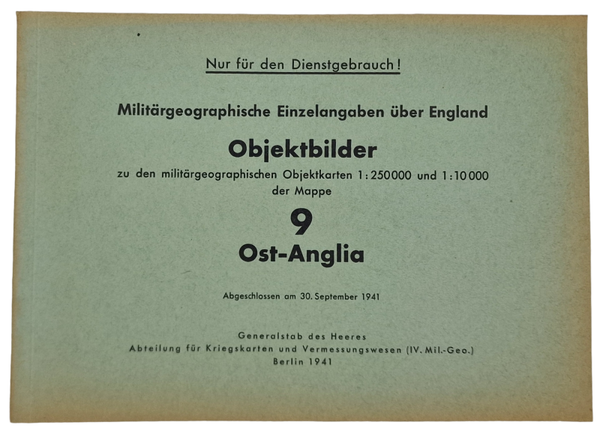 Nur für den Dienstgebrauch!
Militärgeographische Einzelangaben über England
Objektbilder
zu den militärgeographischen Objektkarten 1:250000 und 1:10000
der Mappe
9
Ost-Anglia
Abgeschlossen am 30. September 1941
Generalstab des Heeres
Abteilung für Kriegskarten und Vermessungswesen (IV. Mil.-Geo.)
Berlin 1941